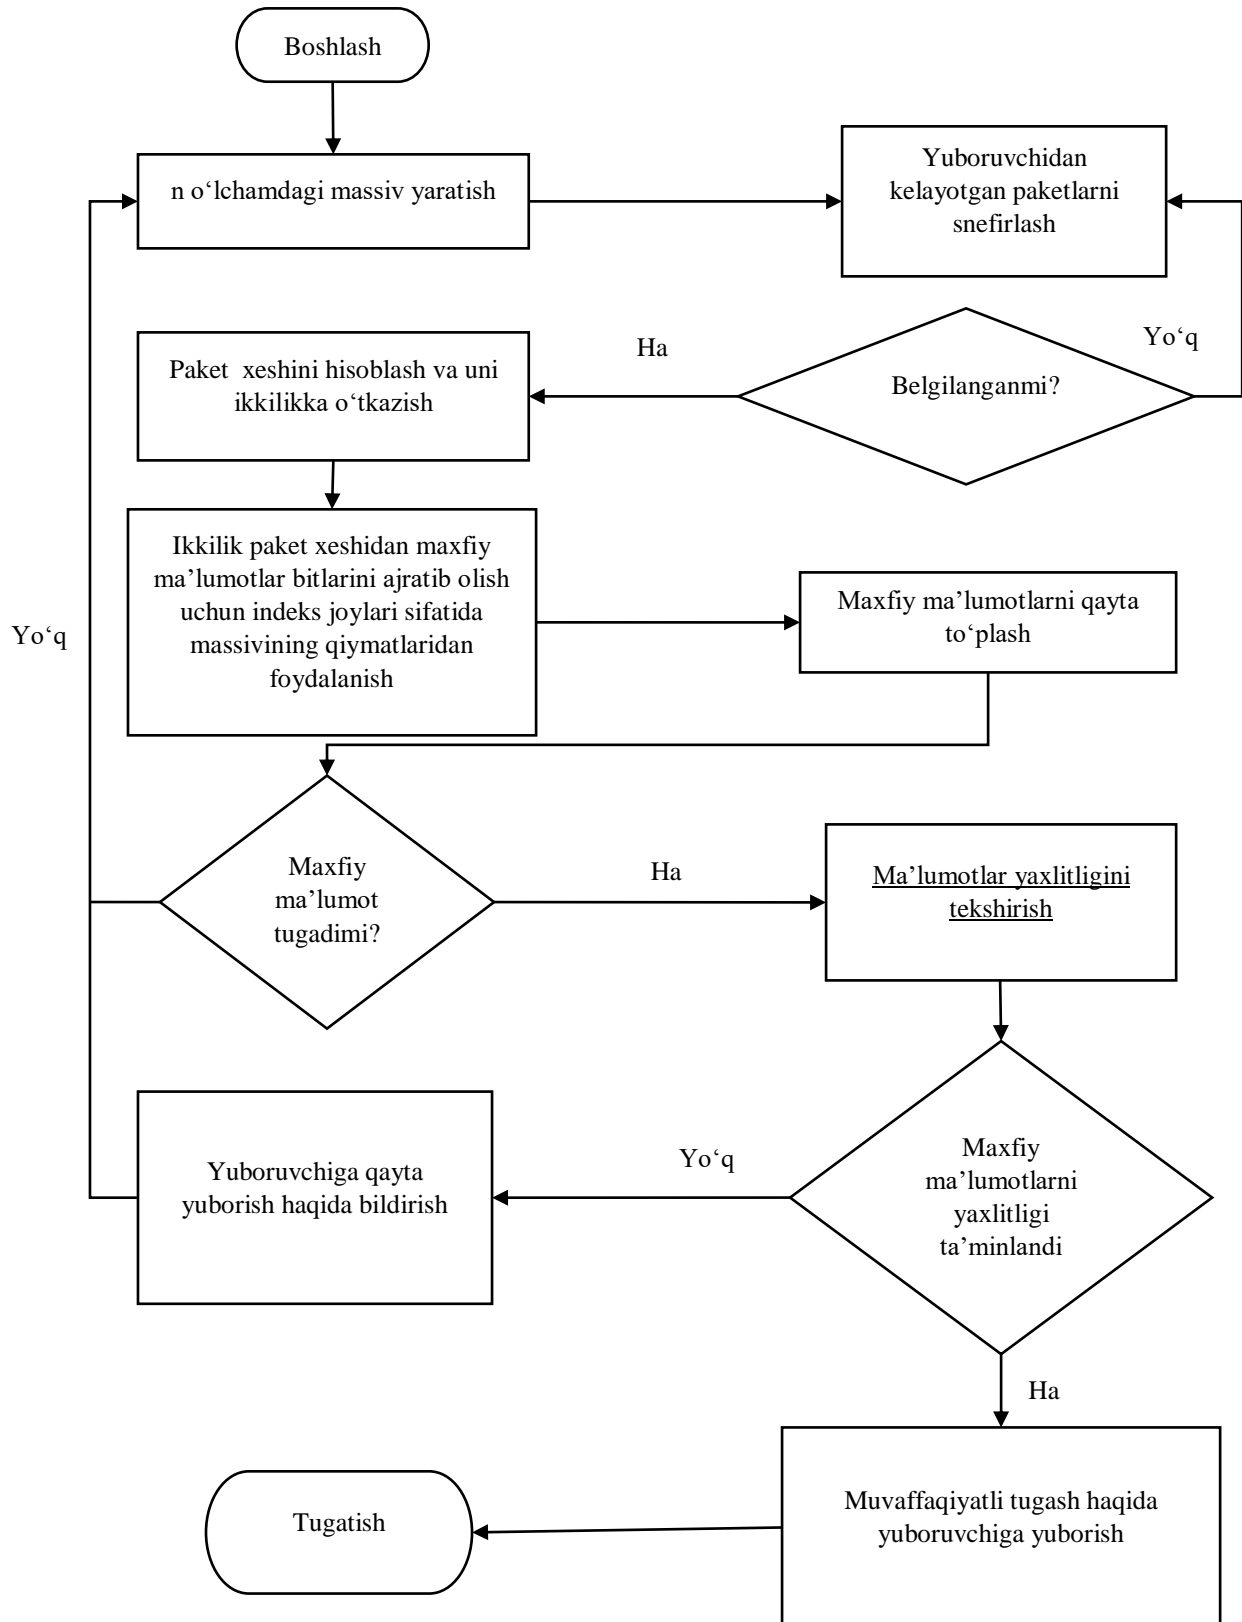 Boshlash
n o‘lchamdagi massiv yaratish
Yuboruvchidan
kelayotgan paketlarni
snefirlash
Ha
Yo‘q
Belgilanganmi?
Paket  xeshini hisoblash va uni
ikkilikka o‘tkazish
Ikkilik paket xeshidan maxfiy
ma’lumotlar bitlarini ajratib olish
uchun indeks joylari sifatida
massivining qiymatlaridan
foydalanish
Maxfiy ma’lumotlarni qayta
to‘plash
Yo‘q
Maxfiy
ma’lumot
tugadimi?
Ha
Ma’lumotlar yaxlitligini
tekshirish
Maxfiy
ma’lumotlarni
yaxlitligi
ta’minlandi
Yo‘q
Yuboruvchiga qayta
yuborish haqida bildirish
Ha
Muvaffaqiyatli tugash haqida
yuboruvchiga yuborish
Tugatish